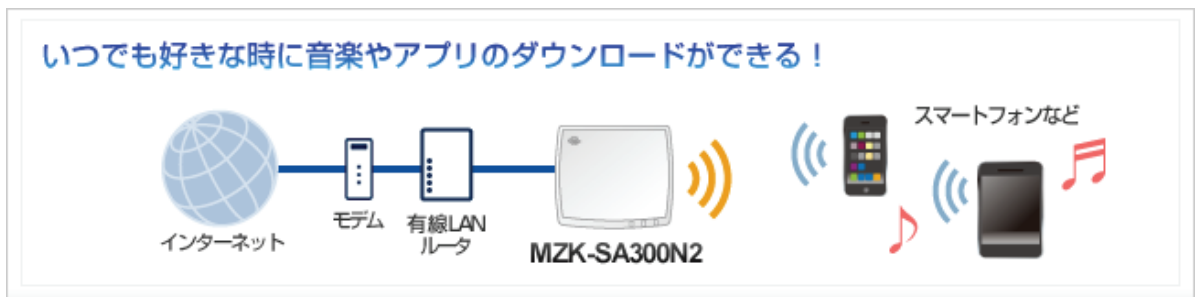 いつでも好きな時に音楽やアプリのダウンロードができる！
スマートフォンなど
インターネット
モデム
有線LAN
ルータ
MZK-SA300N2